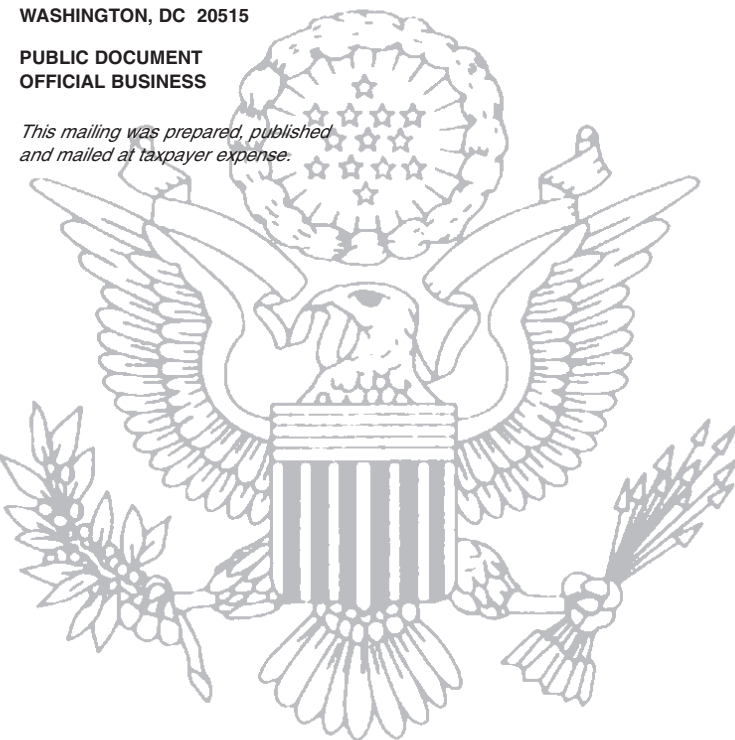 WASHINGTON, DC  20515
PUBLIC DOCUMENT
OFFICIAL BUSINESS
This mailing was prepared, published
and mailed at taxpayer expense.